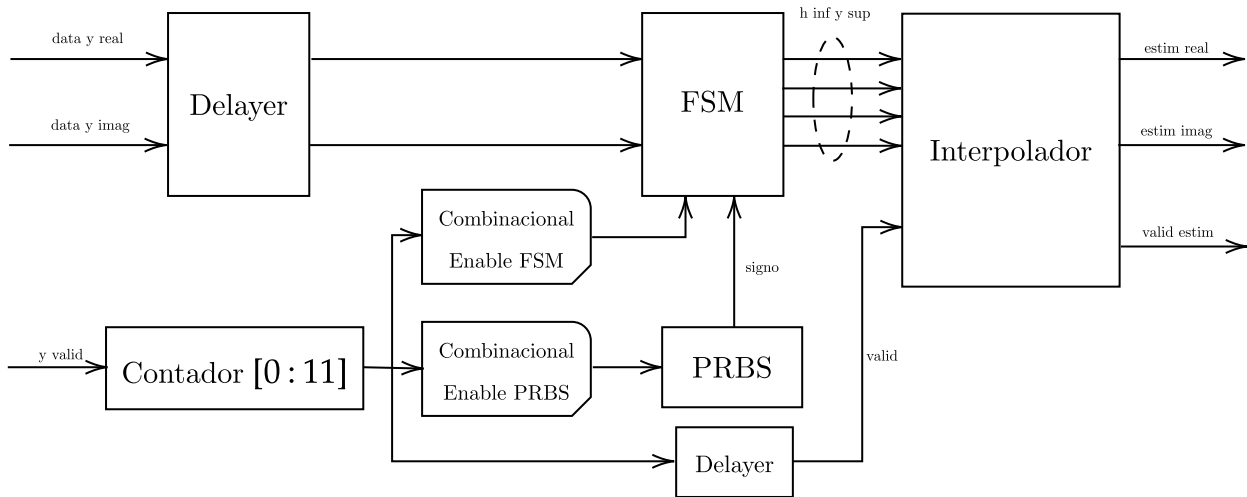 h inf y sup
data y real
estim real
Delayer
FSM
data y imag
estim imag
Interpolador
Combinacional
Enable FSM
valid estim
signo
y valid
Contador [0 : 11]
Combinacional
Enable PRBS
PRBS
valid
Delayer